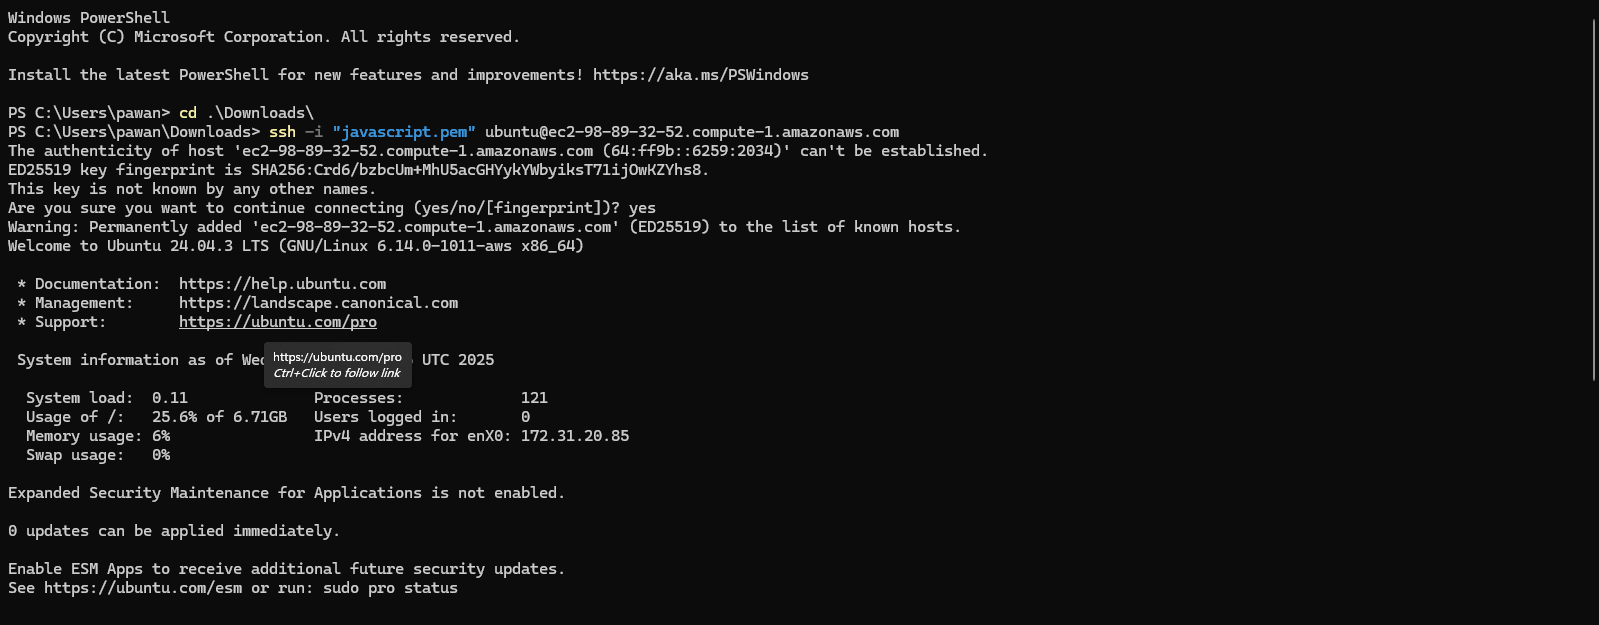 Windows PowerShell
Copyright (C) Microsoft Corporation. All rights reserved.
Install the latest PowerShell for new features and improvements! https://aka.ms/PSWindows
PS C:\Users\pawan> cd .\Downloads\
PS C:\Users\pawan\Downloads> ssh -i "javascript.pem" ubuntu@ec2-98-89-32-52.compute-1.amazonaws.com
The authenticity of host 'ec2-98-89-32-52.compute-1.amazonaws.com (64:ff9b::6259:2034)' can't be established.
ED25519 key fingerprint is SHA256:Crd6/bzbcUm+MhU5acGHYykYWbyiksT71ijOwKZYhs8.
This key is not known by any other names.
Are you sure you want to continue connecting (yes/no/[fingerprint])? yes
Warning: Permanently added 'ec2-98-89-32-52.compute-1.amazonaws.com' (ED25519) to the list of known hosts.
Welcome to Ubuntu 24.04.3 LTS (GNU/Linux 6.14.0-1011-aws x86_64)
* Documentation: https://help.ubuntu.com
* Management: https://landscape.canonical.com
* Support: https://ubuntu.com/pro
System information as of UTC 2025
https://ubuntu.com/pro
Ctrl+Click to follow link
System load: 0.11 Processes: 121
Usage of /: 25.6% of 6.71GB Users logged in: 0
Memory usage: 6% IPv4 address for enX0: 172.31.20.85
Swap usage: 0%
Expanded Security Maintenance for Applications is not enabled.
0 updates can be applied immediately.
Enable ESM Apps to receive additional future security updates.
See https://ubuntu.com/esm or run: sudo pro status